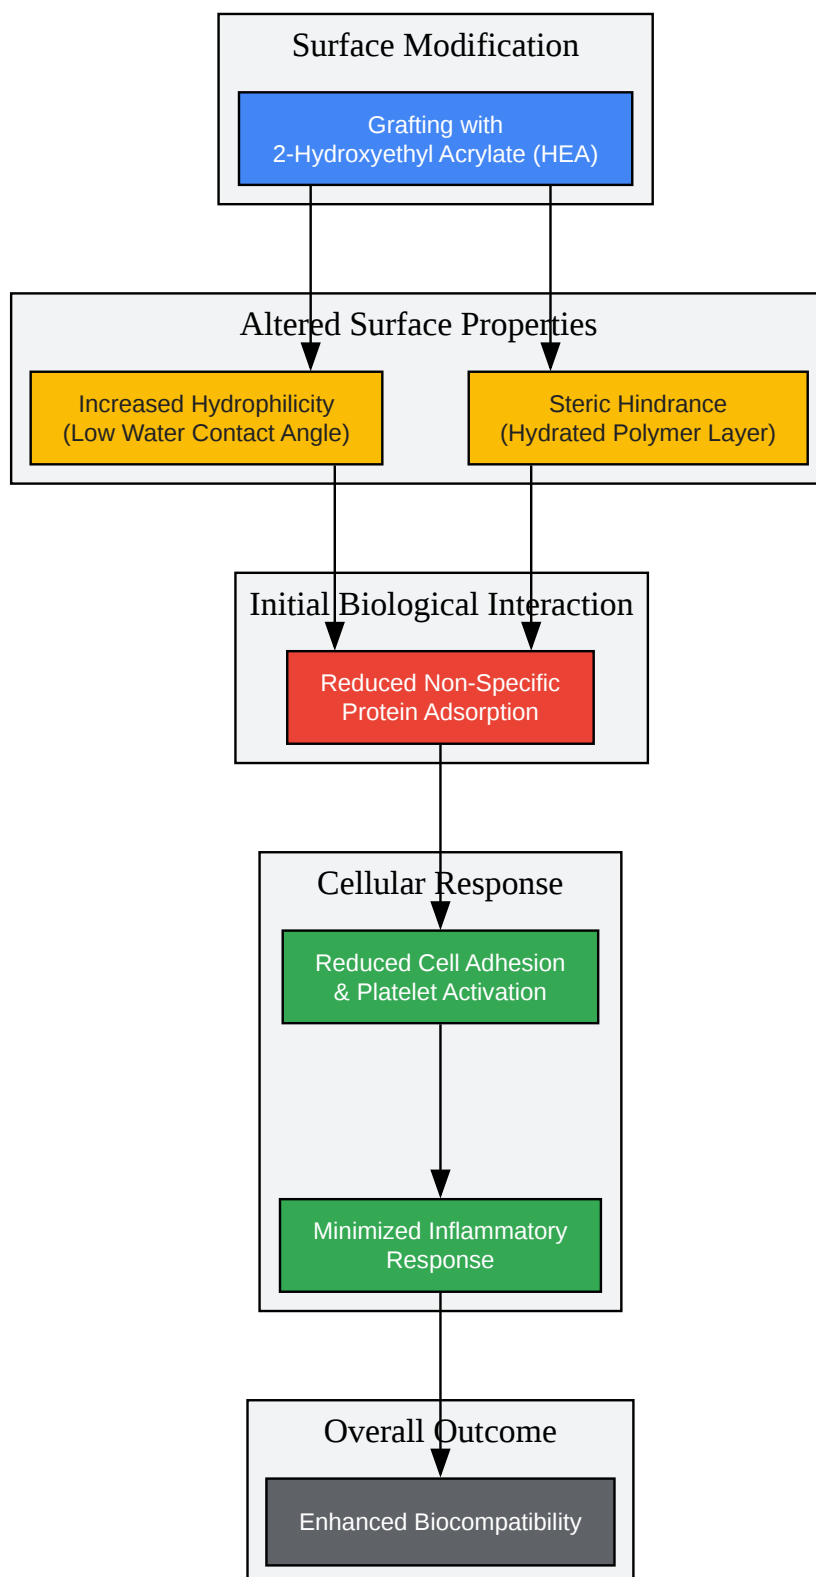 Surface Modification
Grafting with
2-Hydroxyethyl Acrylate (HEA)
Altered Surface Properties
Increased Hydrophilicity
(Low Water Contact Angle)
Steric Hindrance
(Hydrated Polymer Layer)
Initial Biological Interaction
Reduced Non-Specific
Protein Adsorption
Cellular Response
Reduced Cell Adhesion
& Platelet Activation
Minimized Inflammatory
Response
Overall Outcome
Enhanced Biocompatibility